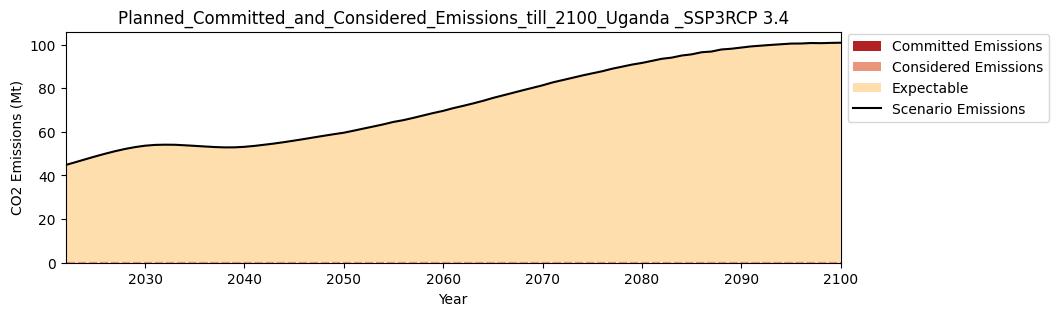 Planned_Committed_and_Considered_Emissions_till_2100_Uganda _SSP3RCP 3.4
100
80
60
40
20
0
CO2 Emissions (Mt)
2030 2040 2050 2060 2070 2080 2090 2100
Year
Committed Emissions
Considered Emissions
Expectable
Scenario Emissions